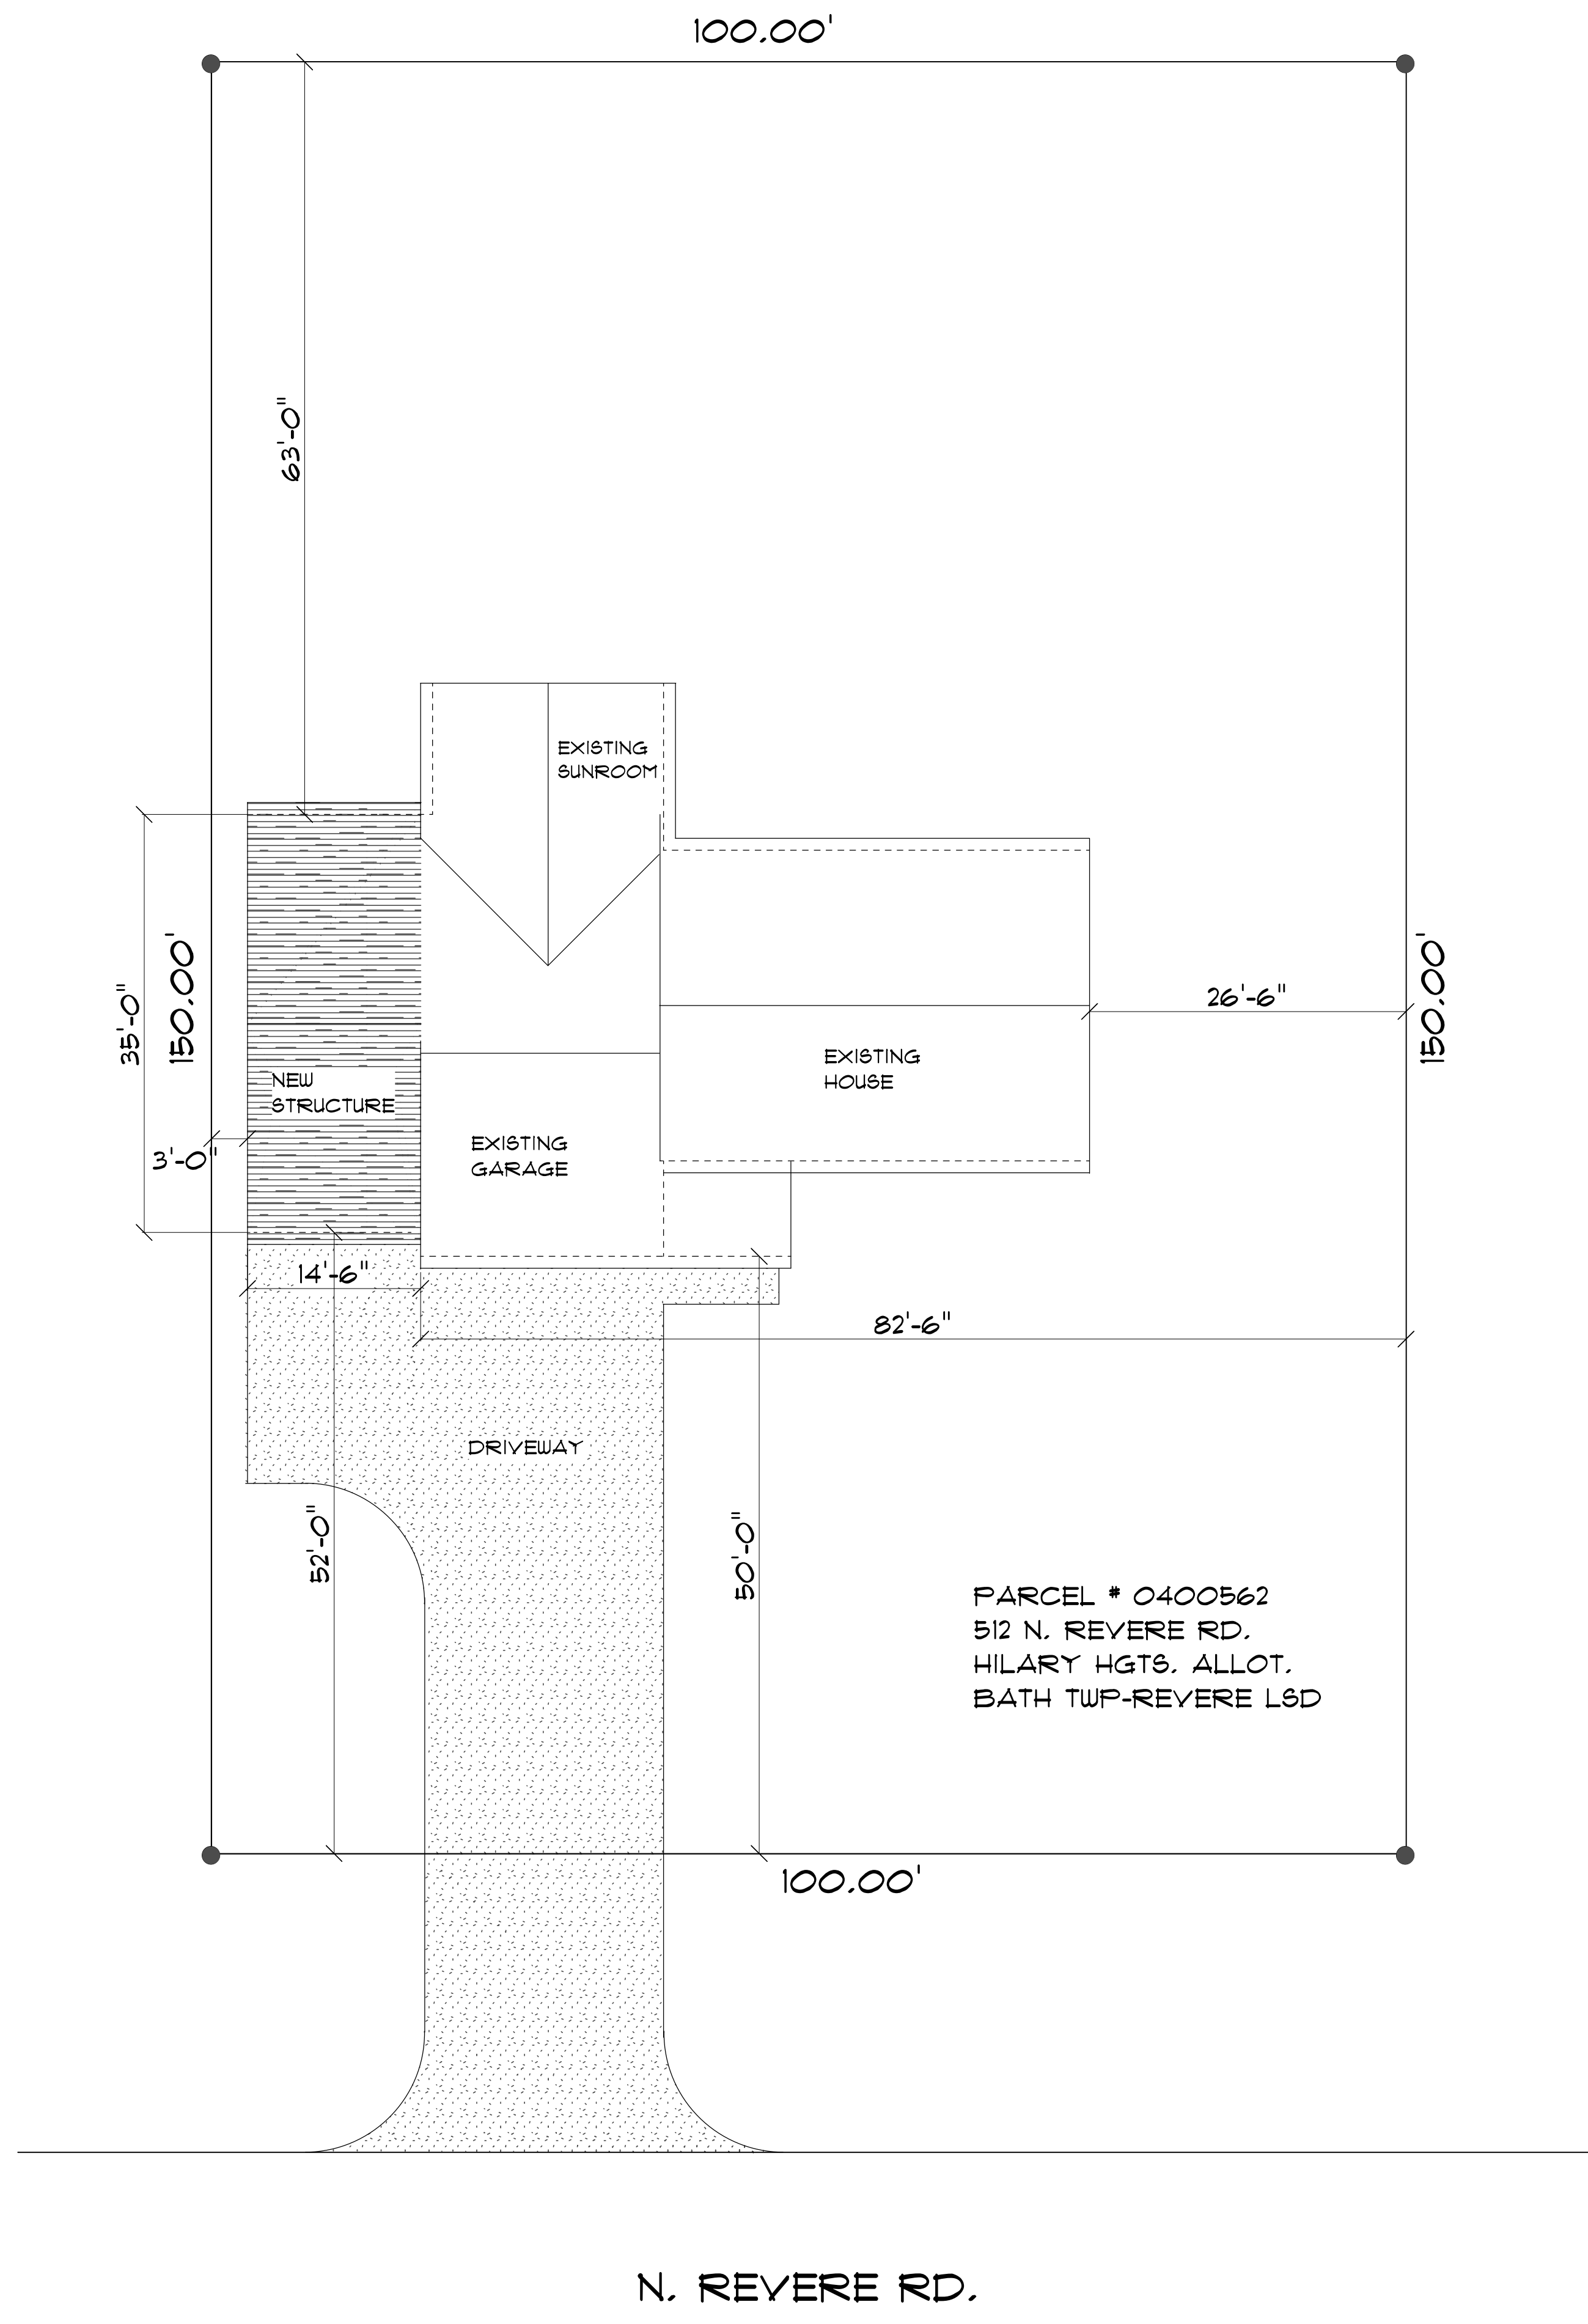 100.00'
63'-0"
EXISTING
SUNROOM
35'-0"
150.00'
150.00'
26'-6"
EXISTING
HOUSE
NEW
STRUCTURE
EXISTING
GARAGE
3'-0"
14'-6"
82'-6"
DRIVEWAY
52'-0"
50'-0"
PARCEL # 0400562
512 N. REVERE RD.
HILARY HGTS. ALLOT.
BATH TWP-REVERE LSD
100.00'
N. REVERE RD.